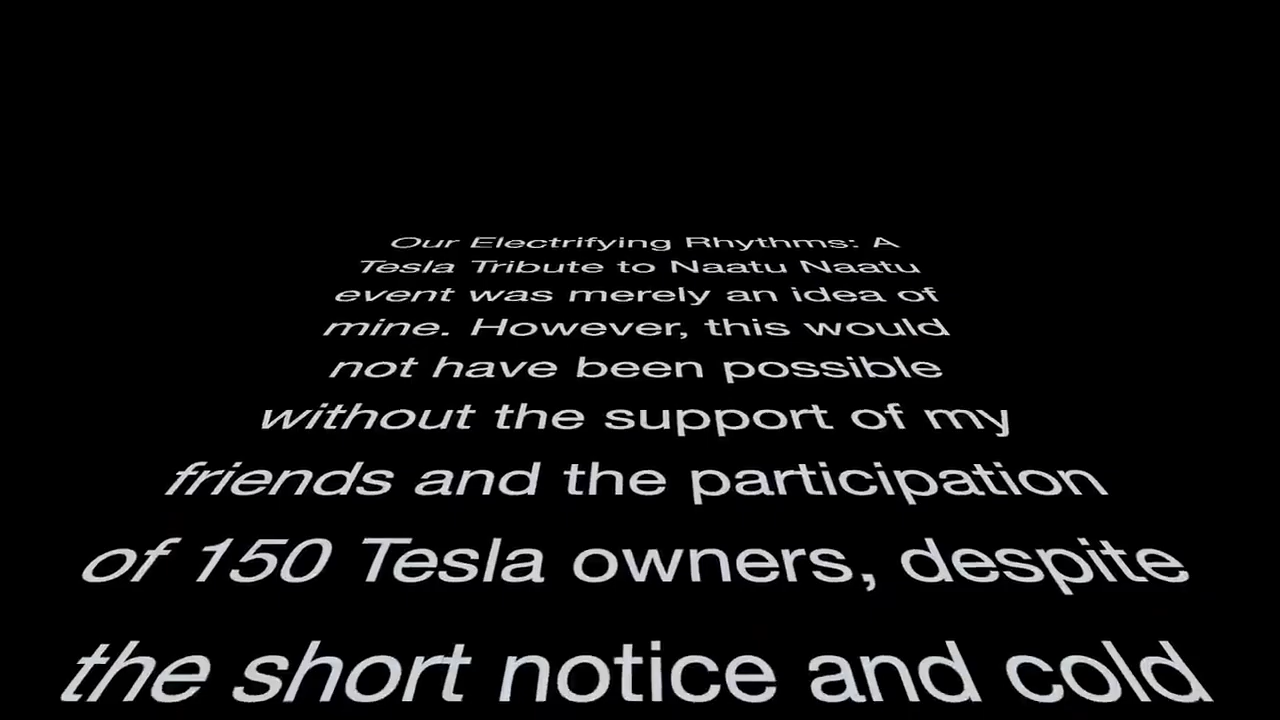 Our Electrifying Rhythms: A
Tesla Tribute to Naatu Naatu
event was merely an idea of
mine. However, this would
not have been possible
without the support of my
friends and the participation
of 150 Tesla owners, despite
the short notice and cold